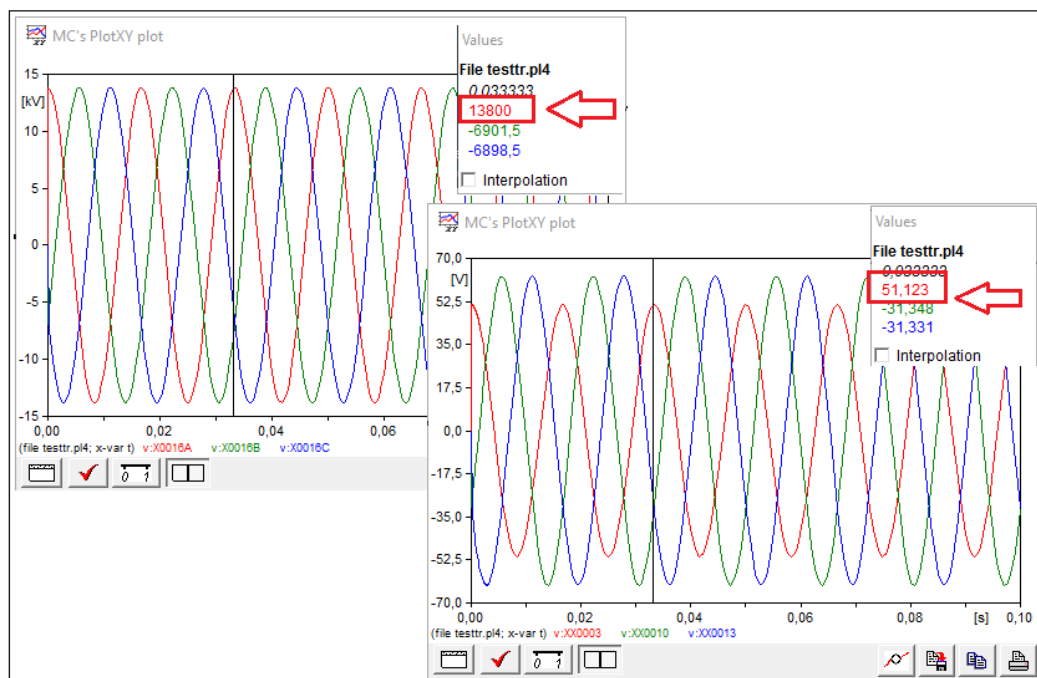 MC's PlotXY plot
Values
File testtr.pl4
0,033333
13800
-6901,5
-6898,5
Interpolation
15
[kV]
10
5
0
-5
-10
-15
0,00 0,02 0,04 0,06
(file testtr.pl4; x-var t) v:X0016A v:X0016B v:X0016C
0 1
MC's PlotXY plot
Values
File testtr.pl4
0,033333
51,123
-31,348
-31,331
Interpolation
70,0
[V]
52,5
35,0
17,5
0,0
-17,5
-35,0
-52,5
-70,0
0,00 0,02 0,04 0,06 0,08 [s] 0,10
(file testtr.pl4; x-var t) v:XX0003 v:XX0010 v:XX0013
0 1